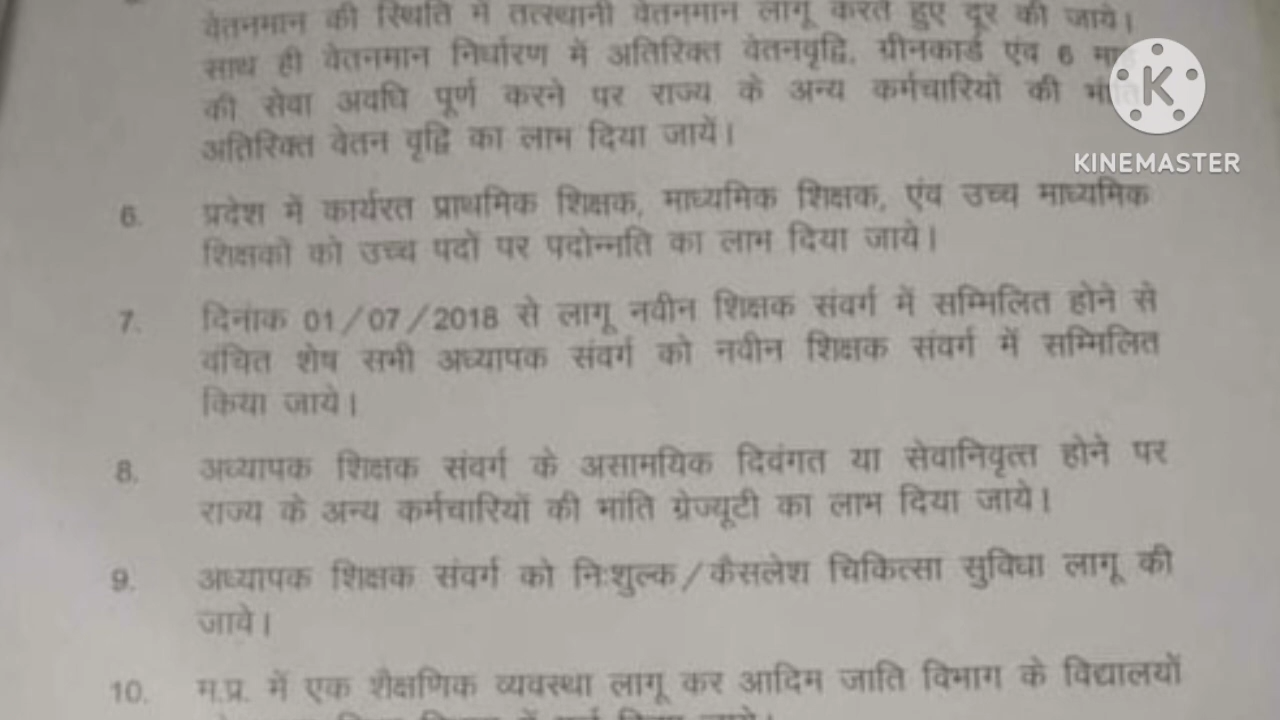 वेतनमान की स्थिति में तत्स्थानी वेतनमान लागू करते हुए दूर की जाये।
साथ ही वेतनमान निर्धारण में अतिरिक्त वेतनवृद्वि, ग्रीनकार्ड एंव 6
की सेवा अवधि पूर्ण करने पर राज्य के अन्य कर्मचारियों की
अतिरिक्त वेतन वृद्वि का लाभ दिया जायें।
KINEMASTER
6. प्रदेश में कार्यरत प्राथमिक शिक्षक, माध्यमिक शिक्षक, एंव उच्च माध्यमिक
शिक्षकों को उच्च पदों पर पदोन्नति का लाभ दिया जाये।
7. दिनांक 01/07/2018 से लागू नवीन शिक्षक संवर्ग में सम्मिलित होने से
वंचित शेष सभी अध्यापक संवर्ग को नवीन शिक्षक संवर्ग में सम्मिलित
किया जाये।
8. अध्यापक शिक्षक संवर्ग के असामयिक दिवंगत या सेवानिवृत्त होने पर
राज्य के अन्य कर्मचारियों की भांति ग्रेज्यूटी का लाभ दिया जाये।
9. अध्यापक शिक्षक संवर्ग को निःशुल्क/कैसलेश चिकित्सा सुविधा लागू की
जावे।
10. म.प्र. में एक शैक्षणिक व्यवस्था लागू कर आदिम जाति विभाग के विद्यालयों